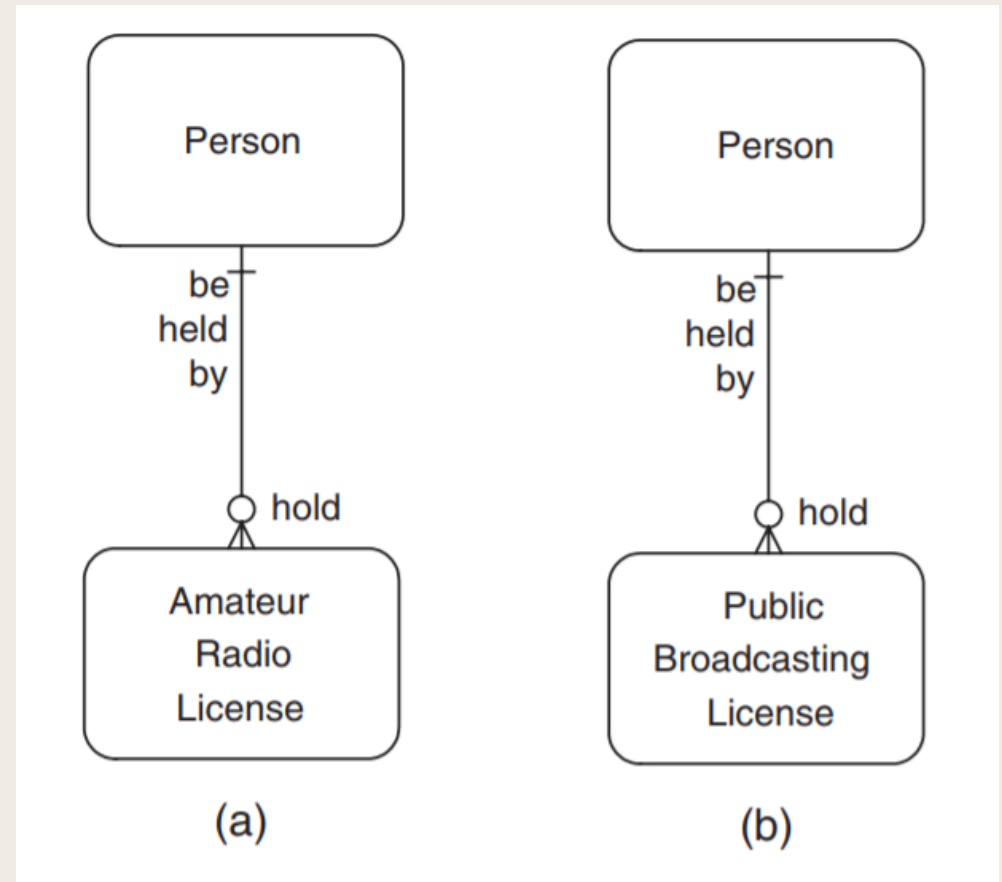 Person
be
held
by
hold
Amateur
Radio
License
(a)
Person
be
held
by
hold
Public
Broadcasting
License
(b)